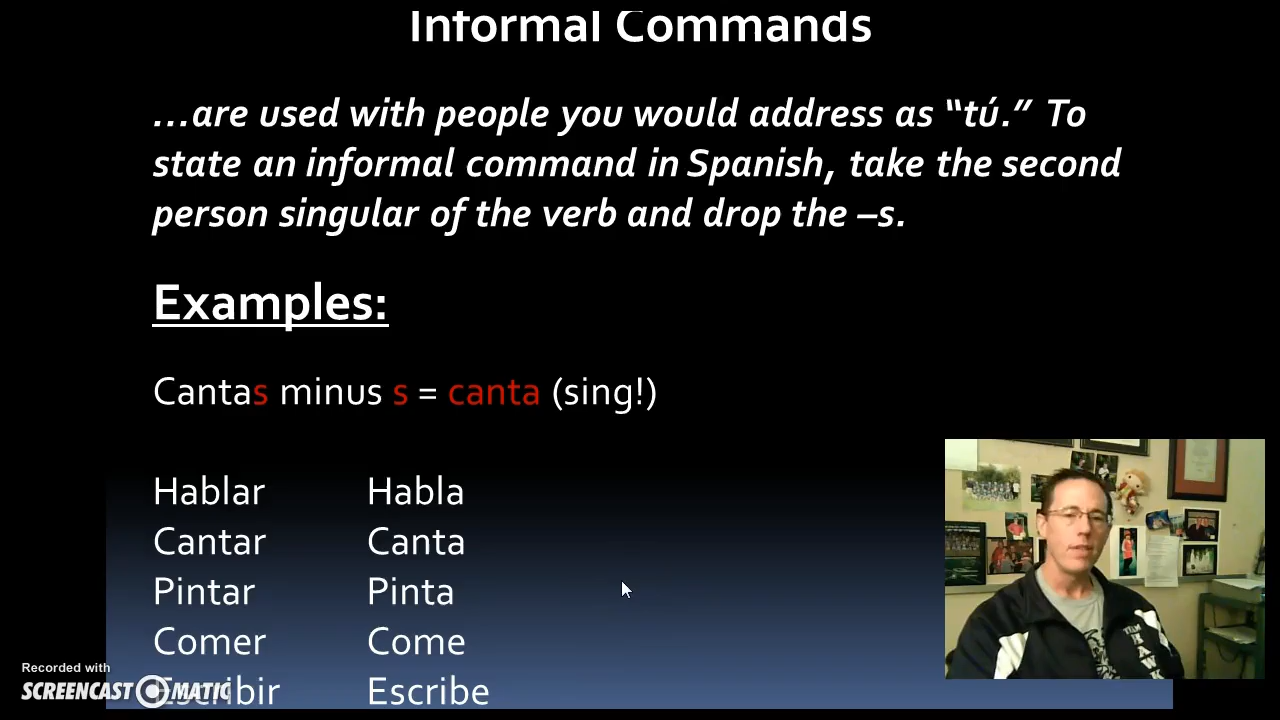 Informal Commands
...are used with people you would address as “tú.” To
state an informal command in Spanish, take the second
person singular of the verb and drop the –s.
Examples:
Cantas minus s = canta (sing!)
Hablar Habla
Cantar Canta
Pintar Pinta
Comer Come
Escribir Escribe
Recorded with
SCREENCAST O MATIC